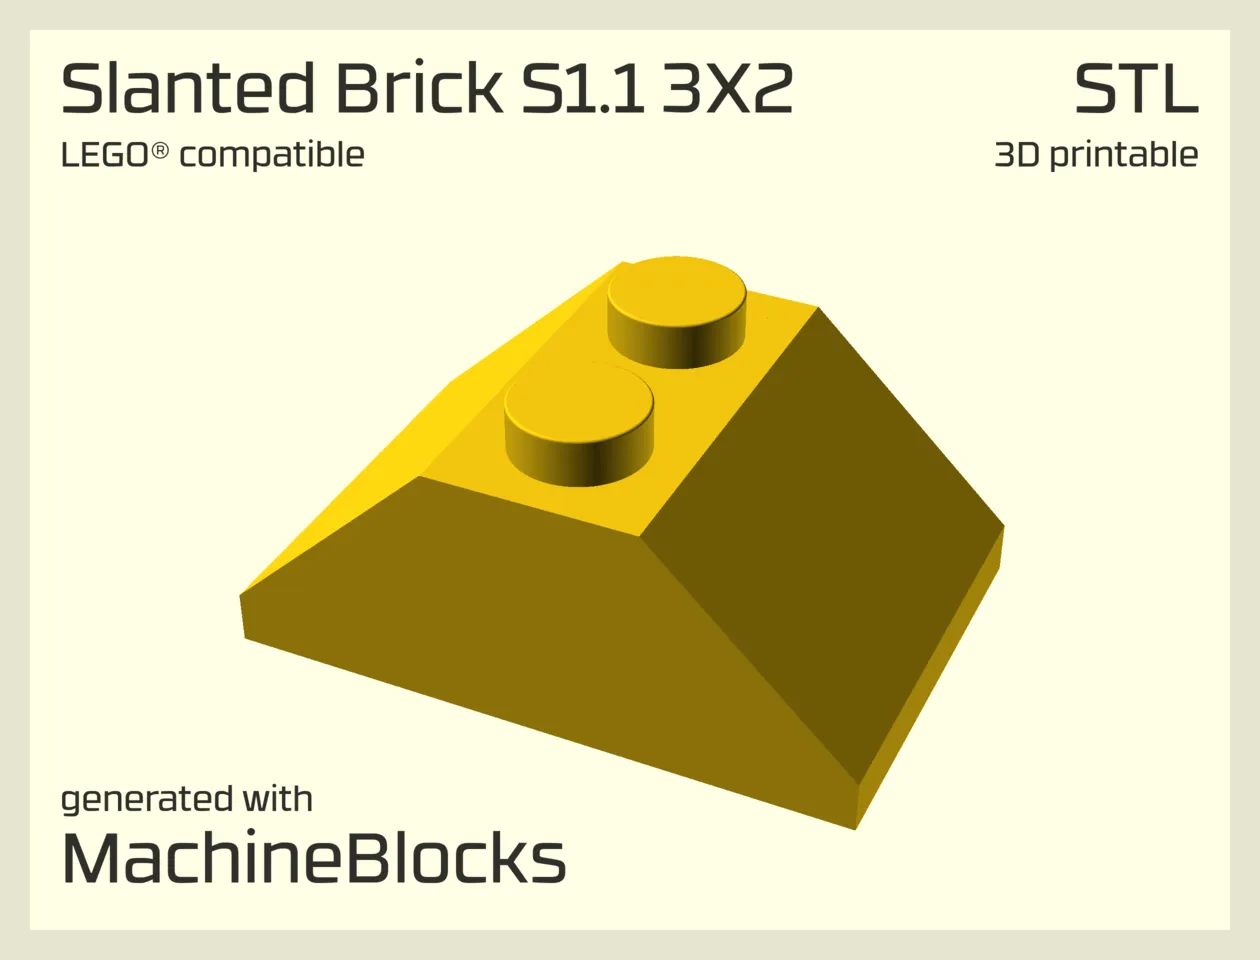 Slanted Brick S1.1 3X2
STL
LEGO® compatible
3D printable
generated with
MachineBlocks